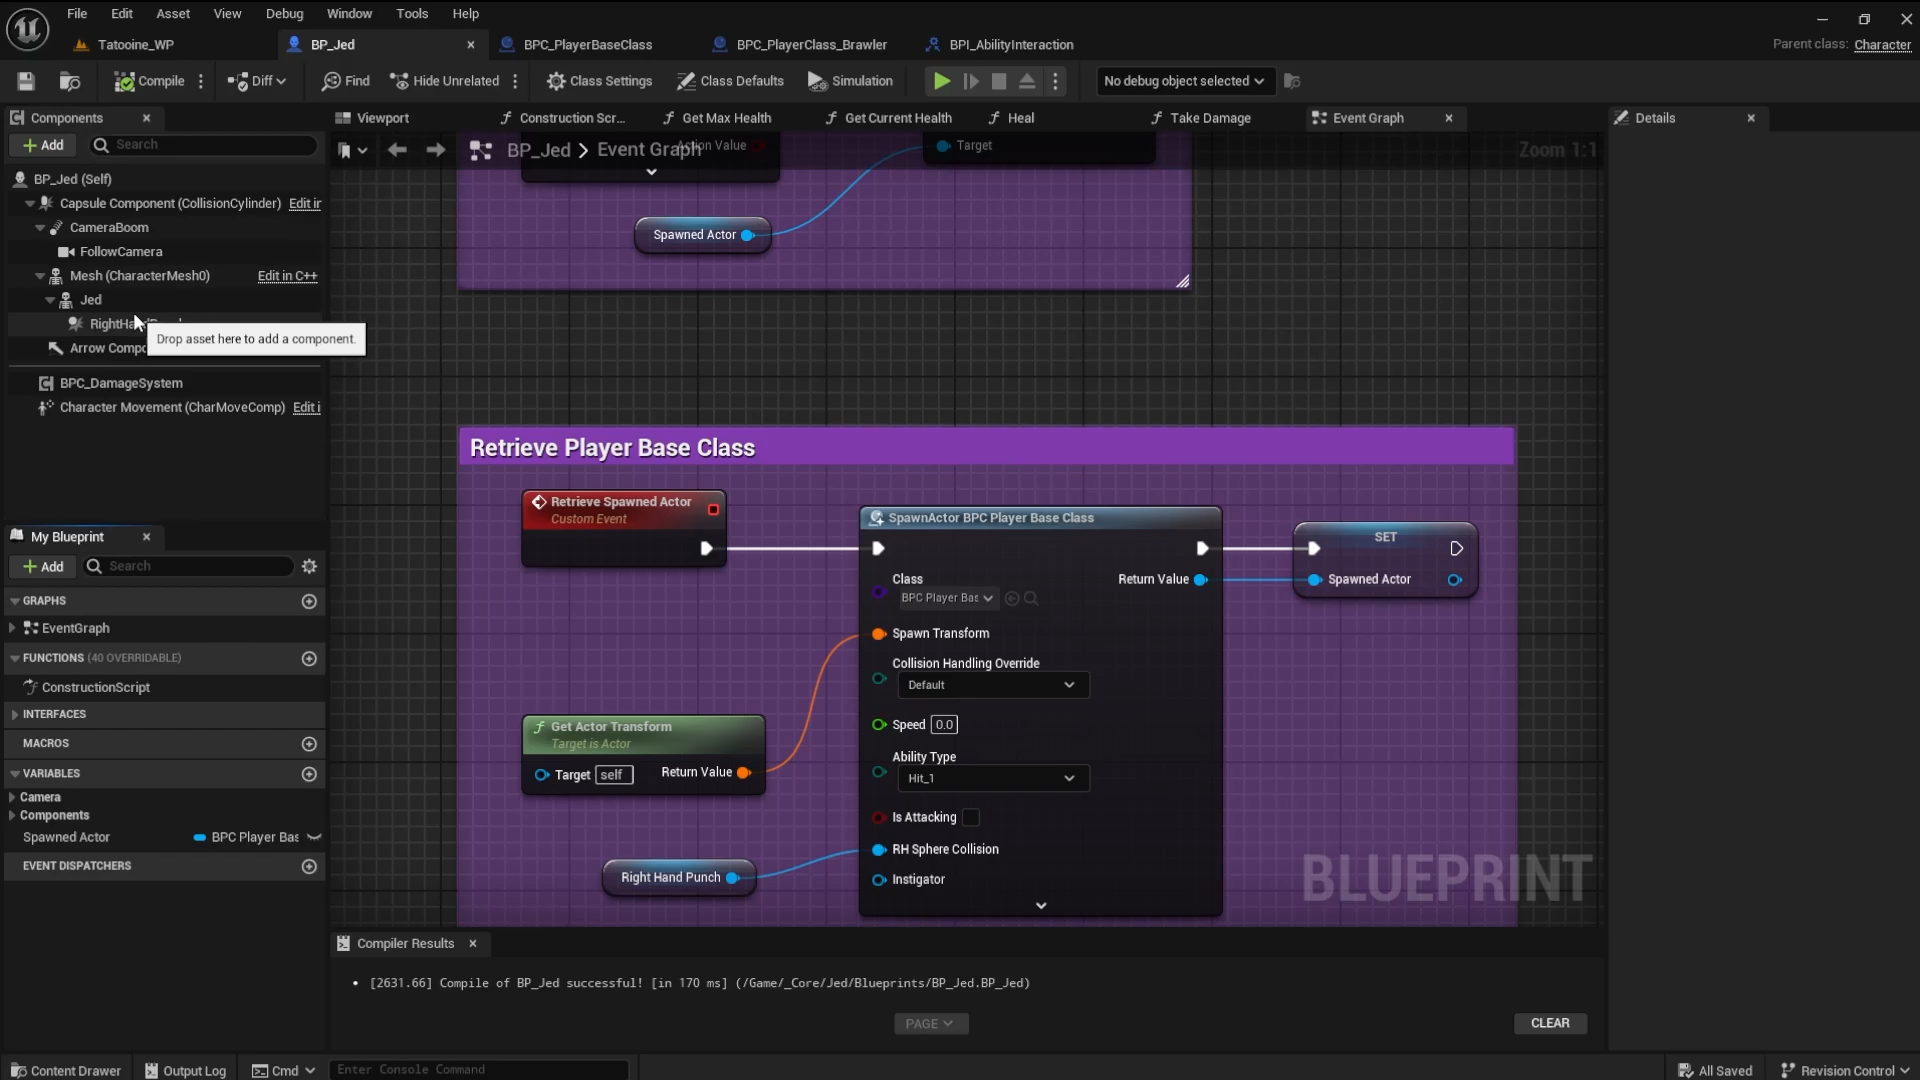 File Edit Asset View Debug Window Tools Help
Tatooine_WP BP_Jed BPC_PlayerBaseClass BPC_PlayerClass_Brawler BPI_AbilityInteraction
Parent class: Character
Compile Diff Find Hide Unrelated Class Settings Class Defaults Simulation No debug object selected
Components
Viewport Construction Scr... Get Max Health Get Current Health Heal Take Damage Event Graph
Details
Add Search
BP_Jed > Event Graph
Value
Target
Zoom 1:1
BP_Jed (Self)
Capsule Component (CollisionCylinder) Edit ir
CameraBoom
FollowCamera
Mesh (CharacterMesh0) Edit in C++
Jed
Drop asset here to add a component.
Arrow Compo
BPC_DamageSystem
Character Movement (CharMoveComp) Edit i
Spawned Actor
Retrieve Player Base Class
Retrieve Spawned Actor
Custom Event
SpawnActor BPC Player Base Class
Class
BPC Player Bas
Return Value
SET
Spawned Actor
Spawn Transform
Collision Handling Override
Default
Speed 0.0
Ability Type
Hit_1
Is Attacking
RH Sphere Collision
Instigator
Get Actor Transform
Target is Actor
Target self Return Value
Right Hand Punch
BLUEPRINT
My Blueprint
Add Search
GRAPHS
EventGraph
FUNCTIONS (40 OVERRIDABLE)
ConstructionScript
INTERFACES
MACROS
VARIABLES
Camera
Components
Spawned Actor BPC Player Bas
EVENT DISPATCHERS
Compiler Results
• [2631.66] Compile of BP_Jed successful! [in 170 ms] (/Game/_Core/Jed/Blueprints/BP_Jed.BP_Jed)
PAGE
CLEAR
Content Drawer Output Log Cmd Enter Console Command
All Saved Revision Control